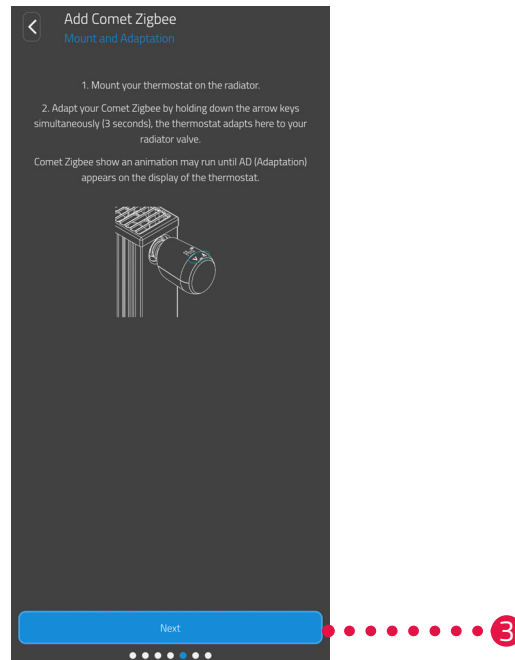 Add Comet Zigbee
Mount and Adaptation
1. Mount your thermostat on the radiator.
2. Adapt your Comet Zigbee by holding down the arrow keys
simultaneously (3 seconds), the thermostat adapts here to your
radiator valve.
Comet Zigbee show an animation may run until AD (Adaptation)
appears on the display of the thermostat.
Next
3